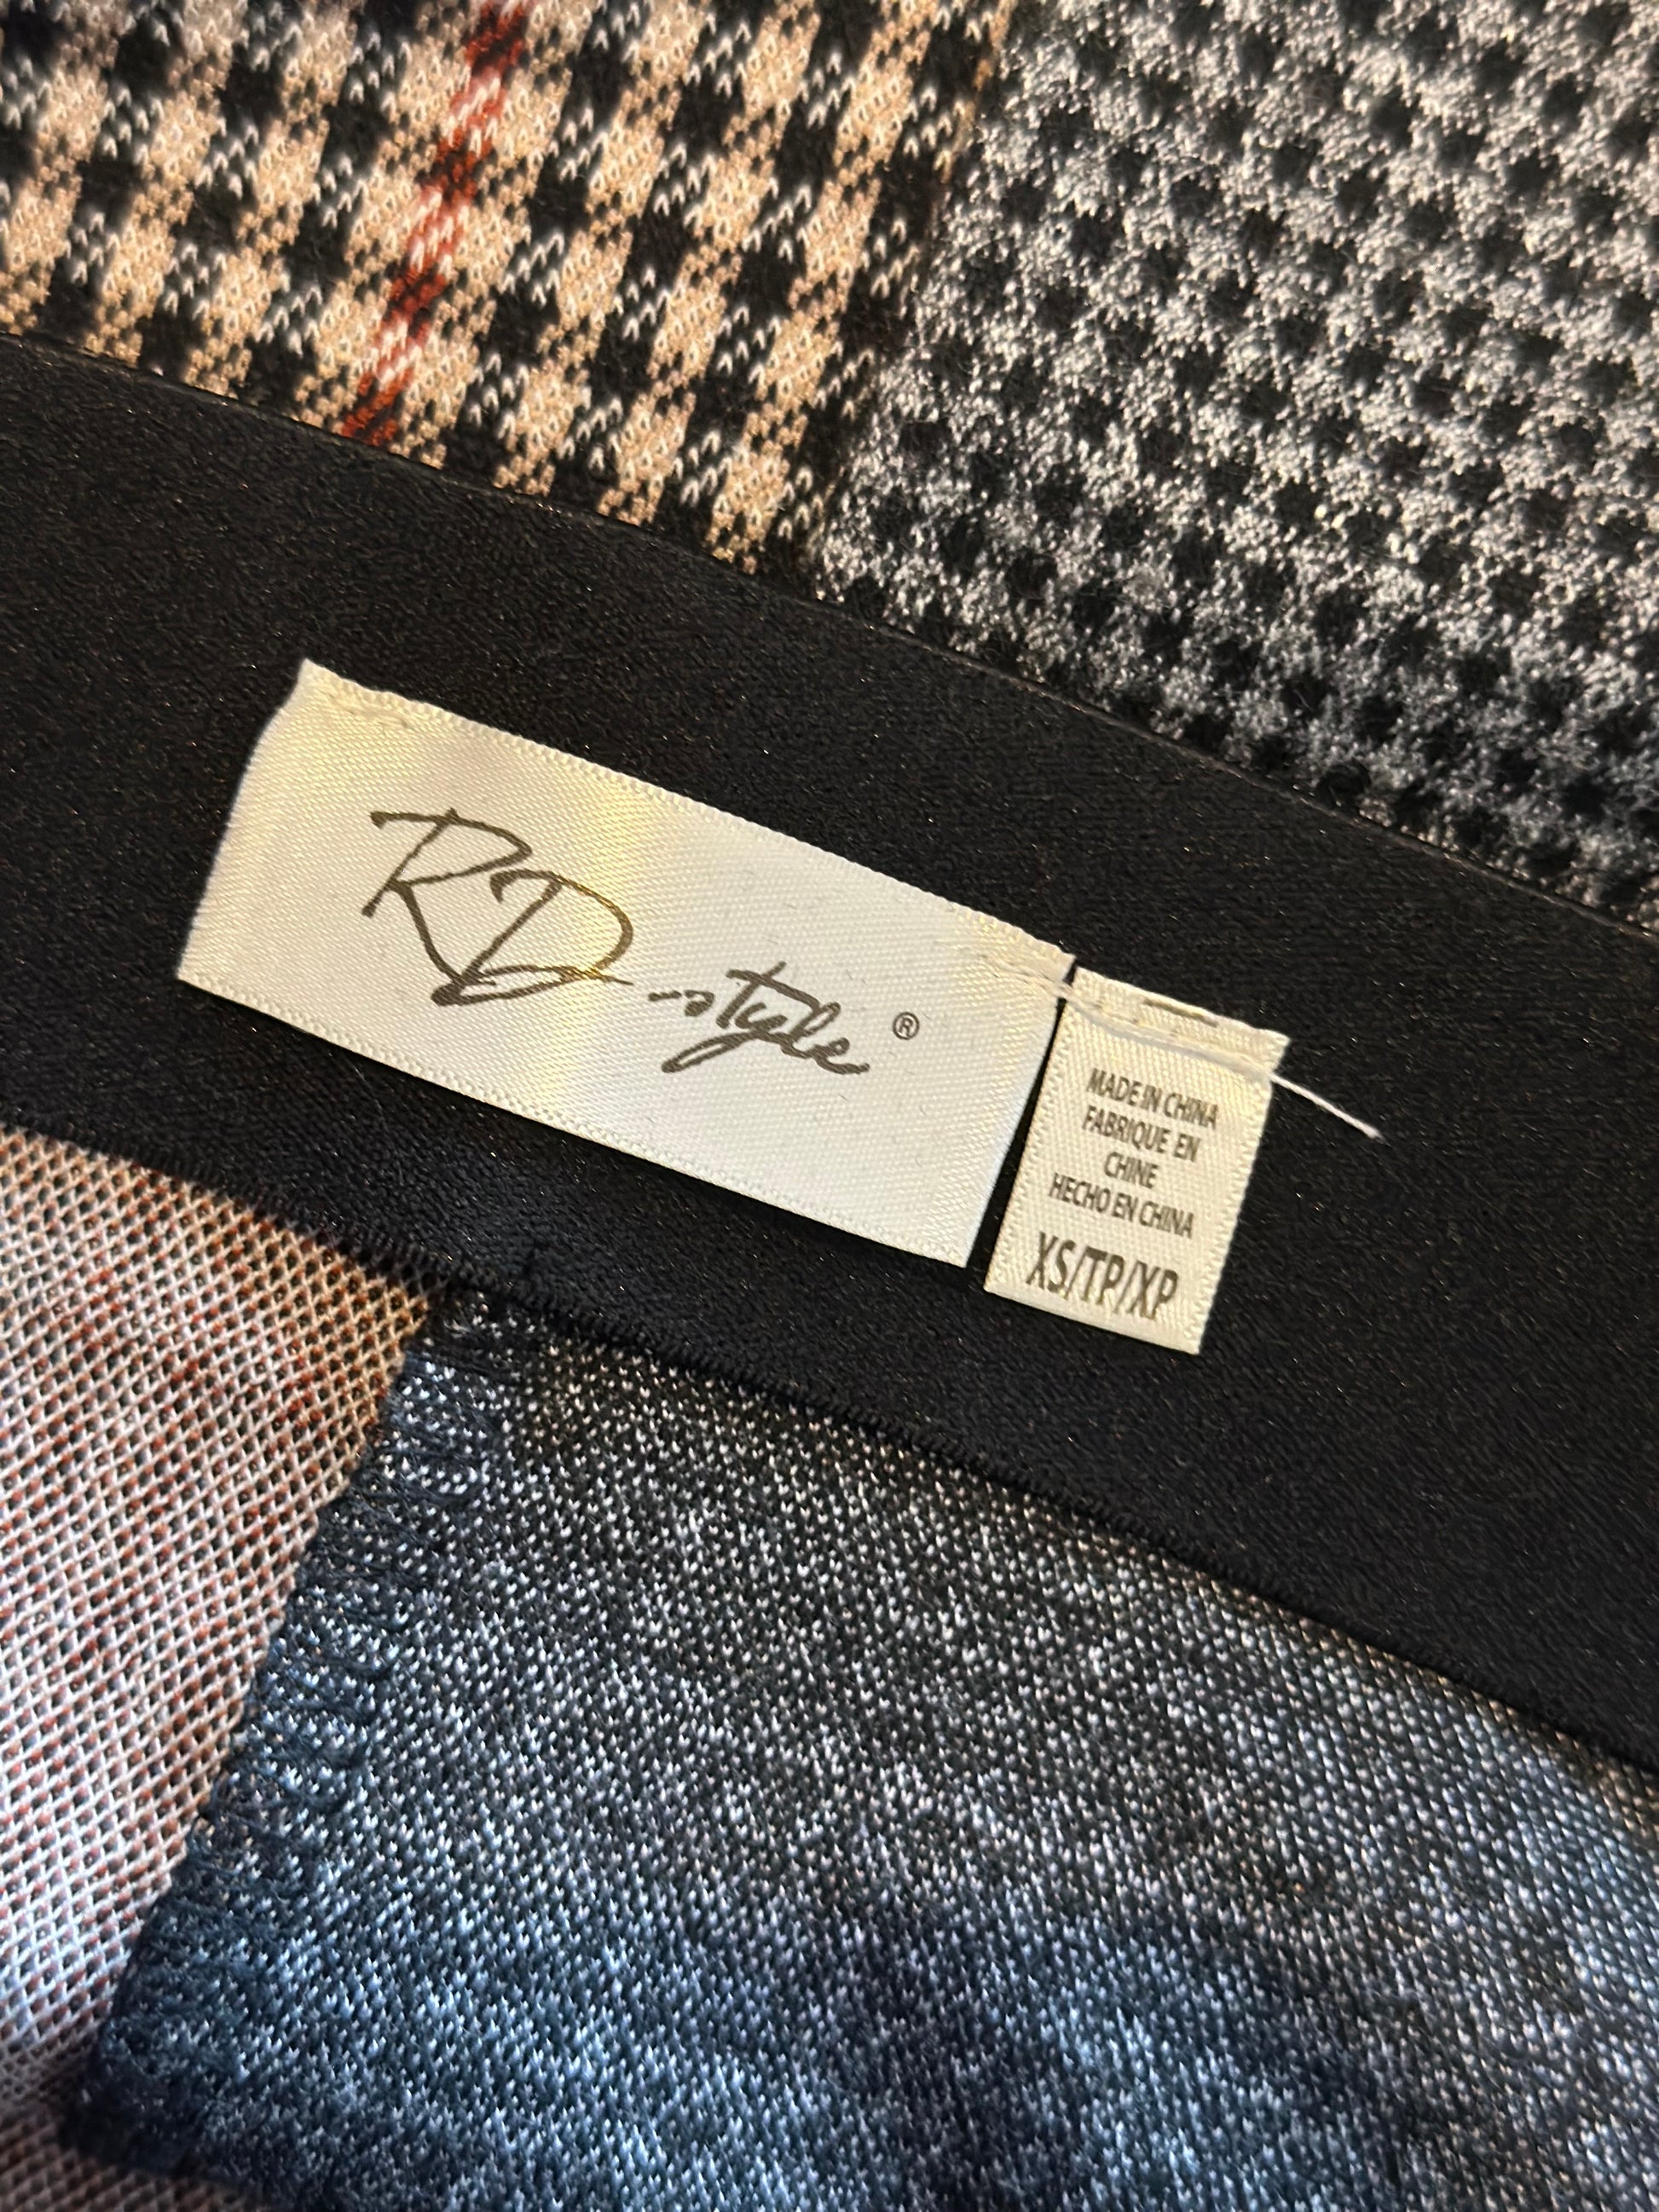 RD-style®
MADE IN CHINA
FABRIQUE EN
CHINE
HECHO EN CHINA
XS/TP/XP